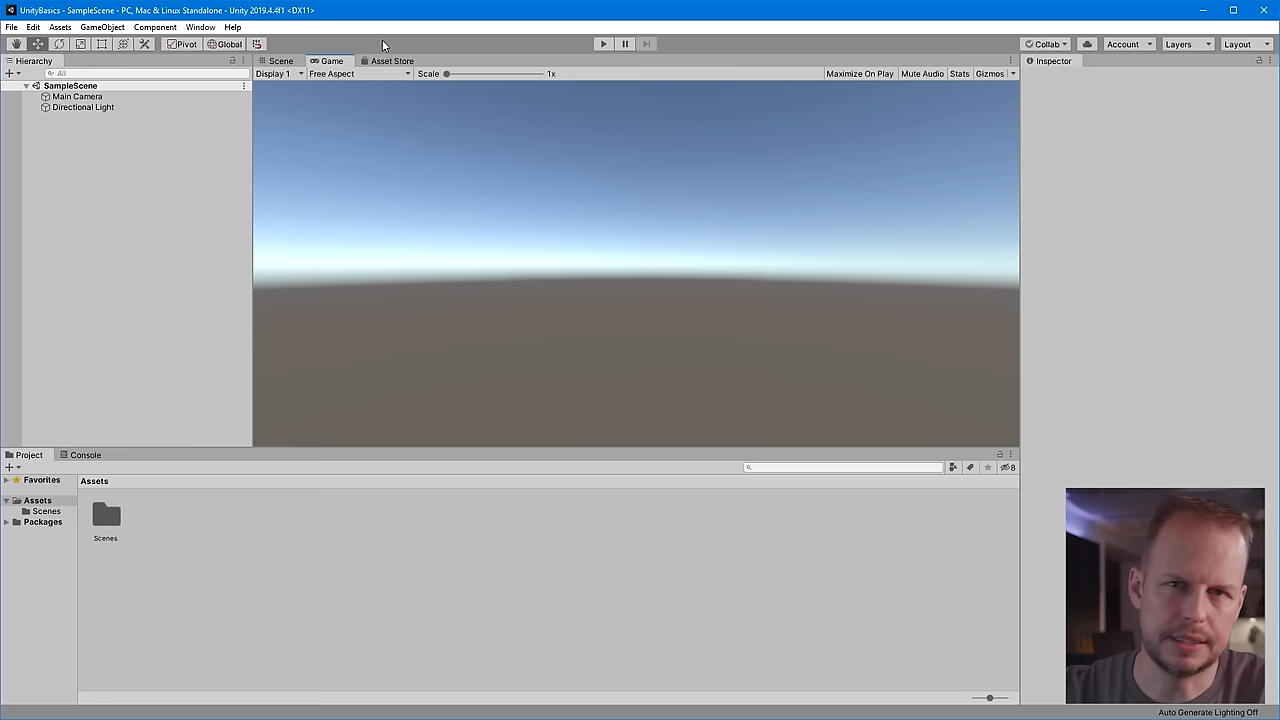 UnityBasics - SampleScene - PC, Mac & Linux Standalone - Unity 2019.4.4f1 <DX11>
File Edit Assets GameObject Component Window Help
Pivot Global Collab Account Layers Layout
Hierarchy Scene Game Asset Store Inspector
All Display 1 Free Aspect Scale 1x Maximize On Play Mute Audio Stats Gizmos
SampleScene
Main Camera
Directional Light
Project Console
8
Favorites Assets
Assets
Scenes
Packages
Scenes
Auto Generate Lighting Off